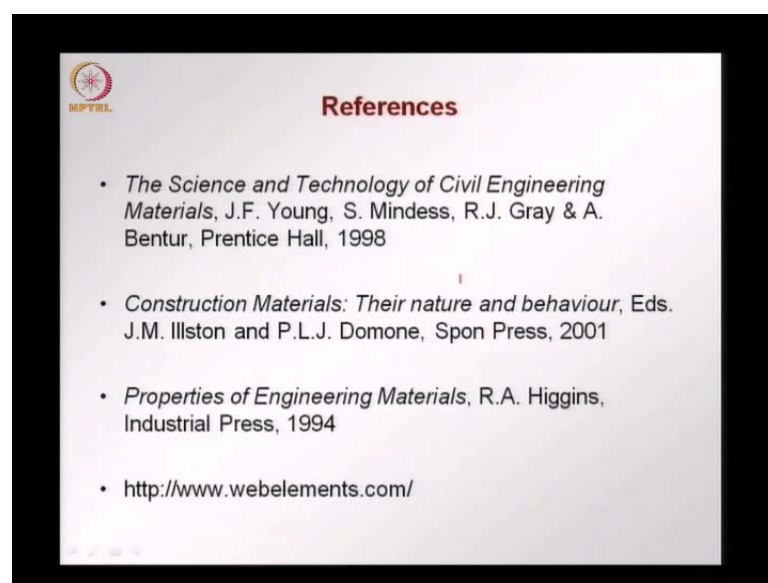 NPTEL
References
• The Science and Technology of Civil Engineering
Materials, J.F. Young, S. Mindess, R.J. Gray & A.
Bentur, Prentice Hall, 1998
• Construction Materials: Their nature and behaviour, Eds.
J.M. Illston and P.L.J. Domone, Spon Press, 2001
• Properties of Engineering Materials, R.A. Higgins,
Industrial Press, 1994
• http://www.webelements.com/